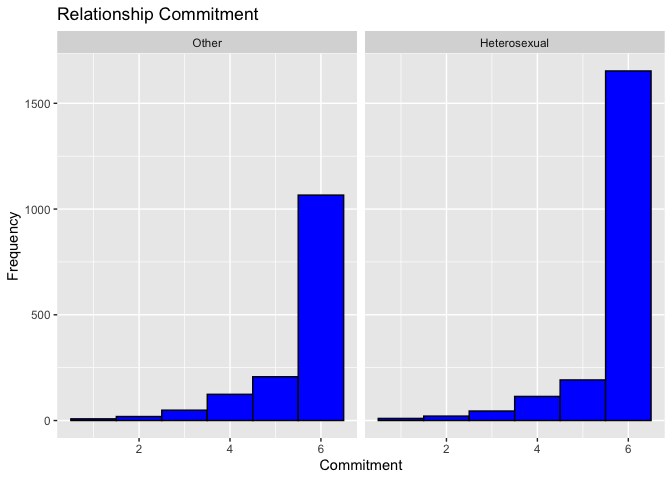 Relationship Commitment
Other
Heterosexual
Frequency
1500
1000
500
0
2
4
6
2
4
6
Commitment